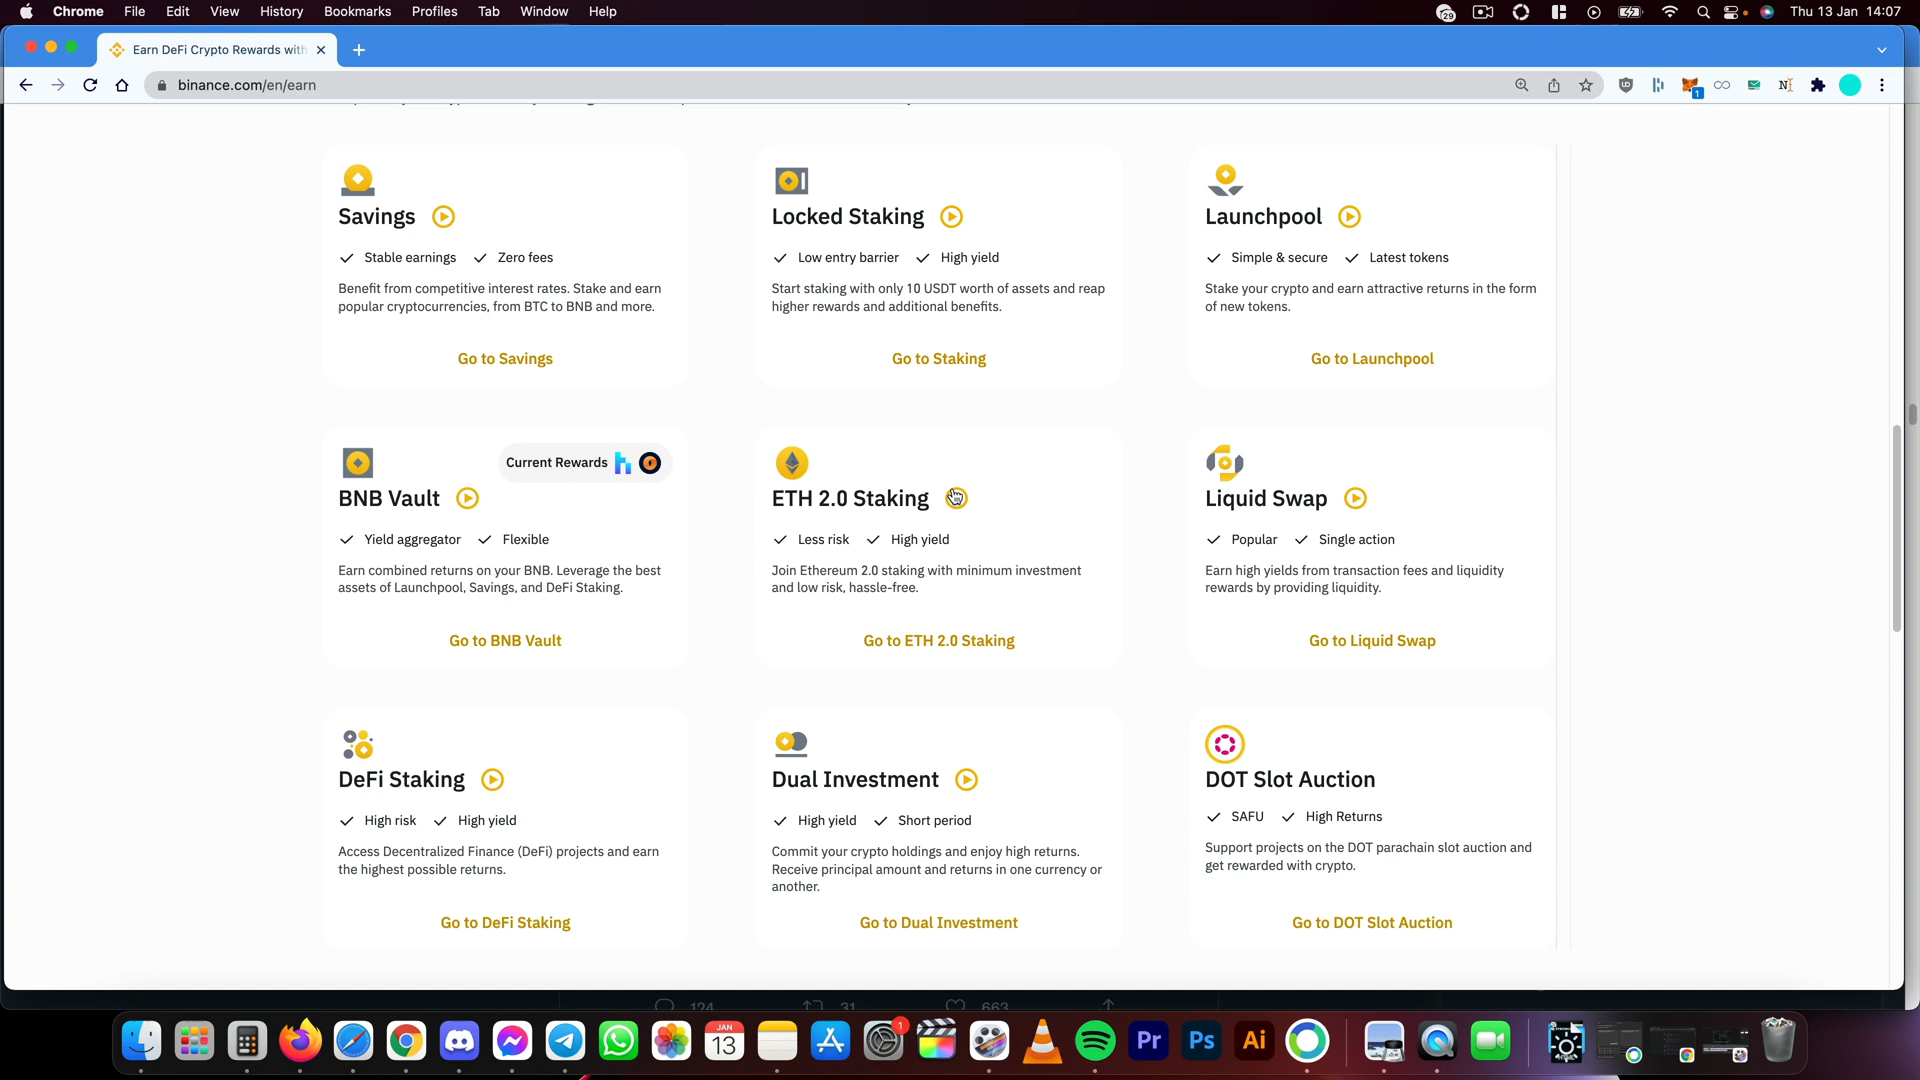 Chrome File Edit View History Bookmarks Profiles Tab Window Help
29
Thu 13 Jan 14:07
Earn DeFi Crypto Rewards with
binance.com/en/earn
1
Savings
Stable earnings Zero fees
Benefit from competitive interest rates. Stake and earn
popular cryptocurrencies, from BTC to BNB and more.
Go to Savings
Locked Staking
Low entry barrier High yield
Start staking with only 10 USDT worth of assets and reap
higher rewards and additional benefits.
Go to Staking
Launchpool
Simple & secure Latest tokens
Stake your crypto and earn attractive returns in the form
of new tokens.
Go to Launchpool
Current Rewards
BNB Vault
Yield aggregator Flexible
Earn combined returns on your BNB. Leverage the best
assets of Launchpool, Savings, and DeFi Staking.
Go to BNB Vault
ETH 2.0 Staking
Less risk High yield
Join Ethereum 2.0 staking with minimum investment
and low risk, hassle-free.
Go to ETH 2.0 Staking
Liquid Swap
Popular Single action
Earn high yields from transaction fees and liquidity
rewards by providing liquidity.
Go to Liquid Swap
DeFi Staking
High risk High yield
Access Decentralized Finance (DeFi) projects and earn
the highest possible returns.
Go to DeFi Staking
Dual Investment
High yield Short period
Commit your crypto holdings and enjoy high returns.
Receive principal amount and returns in one currency or
another.
Go to Dual Investment
DOT Slot Auction
SAFU High Returns
Support projects on the DOT parachain slot auction and
get rewarded with crypto.
Go to DOT Slot Auction
124 31 663
JAN
13
1
Pr Ps Ai